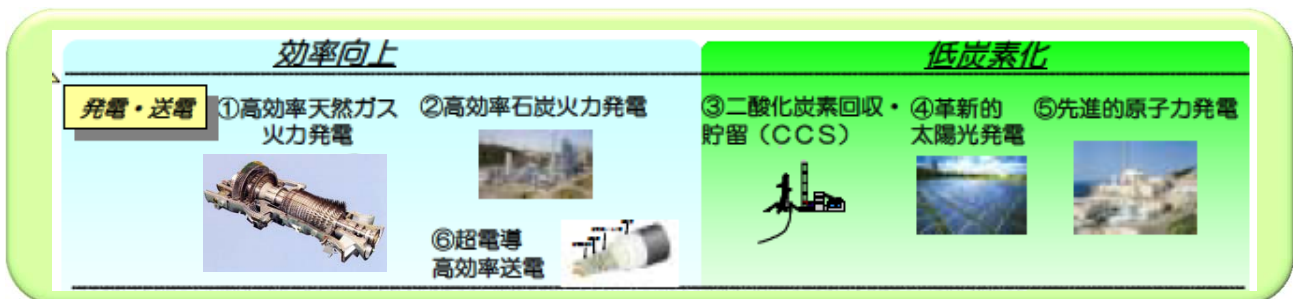 効率向上
低炭素化
発電・送電
①高効率天然ガス
火力発電
②高効率石炭火力発電
③二酸化炭素回収・
貯留（ＣＣＳ）
④革新的
太陽光発電
⑤先進的原子力発電
⑥超電導
高効率送電